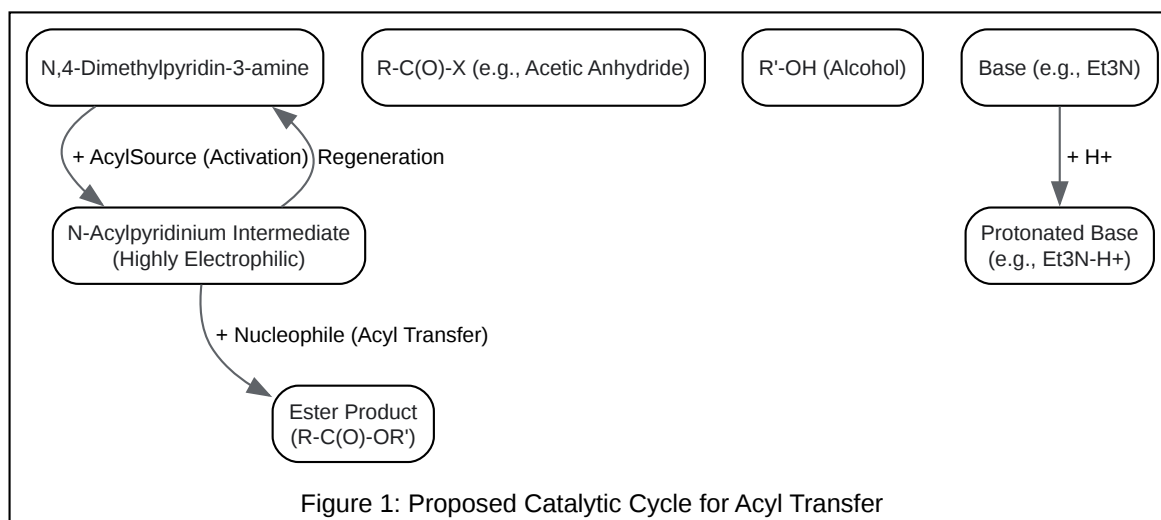 N,4-Dimethylpyridin-3-amine
R-C(O)-X (e.g., Acetic Anhydride)
R'-OH (Alcohol)
Base (e.g., Et3N)
+ AcylSource (Activation)
Regeneration
+ H+
N-Acylpyridinium Intermediate
(Highly Electrophilic)
Protonated Base
(e.g., Et3N-H+)
+ Nucleophile (Acyl Transfer)
Ester Product
(R-C(O)-OR')
Figure 1: Proposed Catalytic Cycle for Acyl Transfer